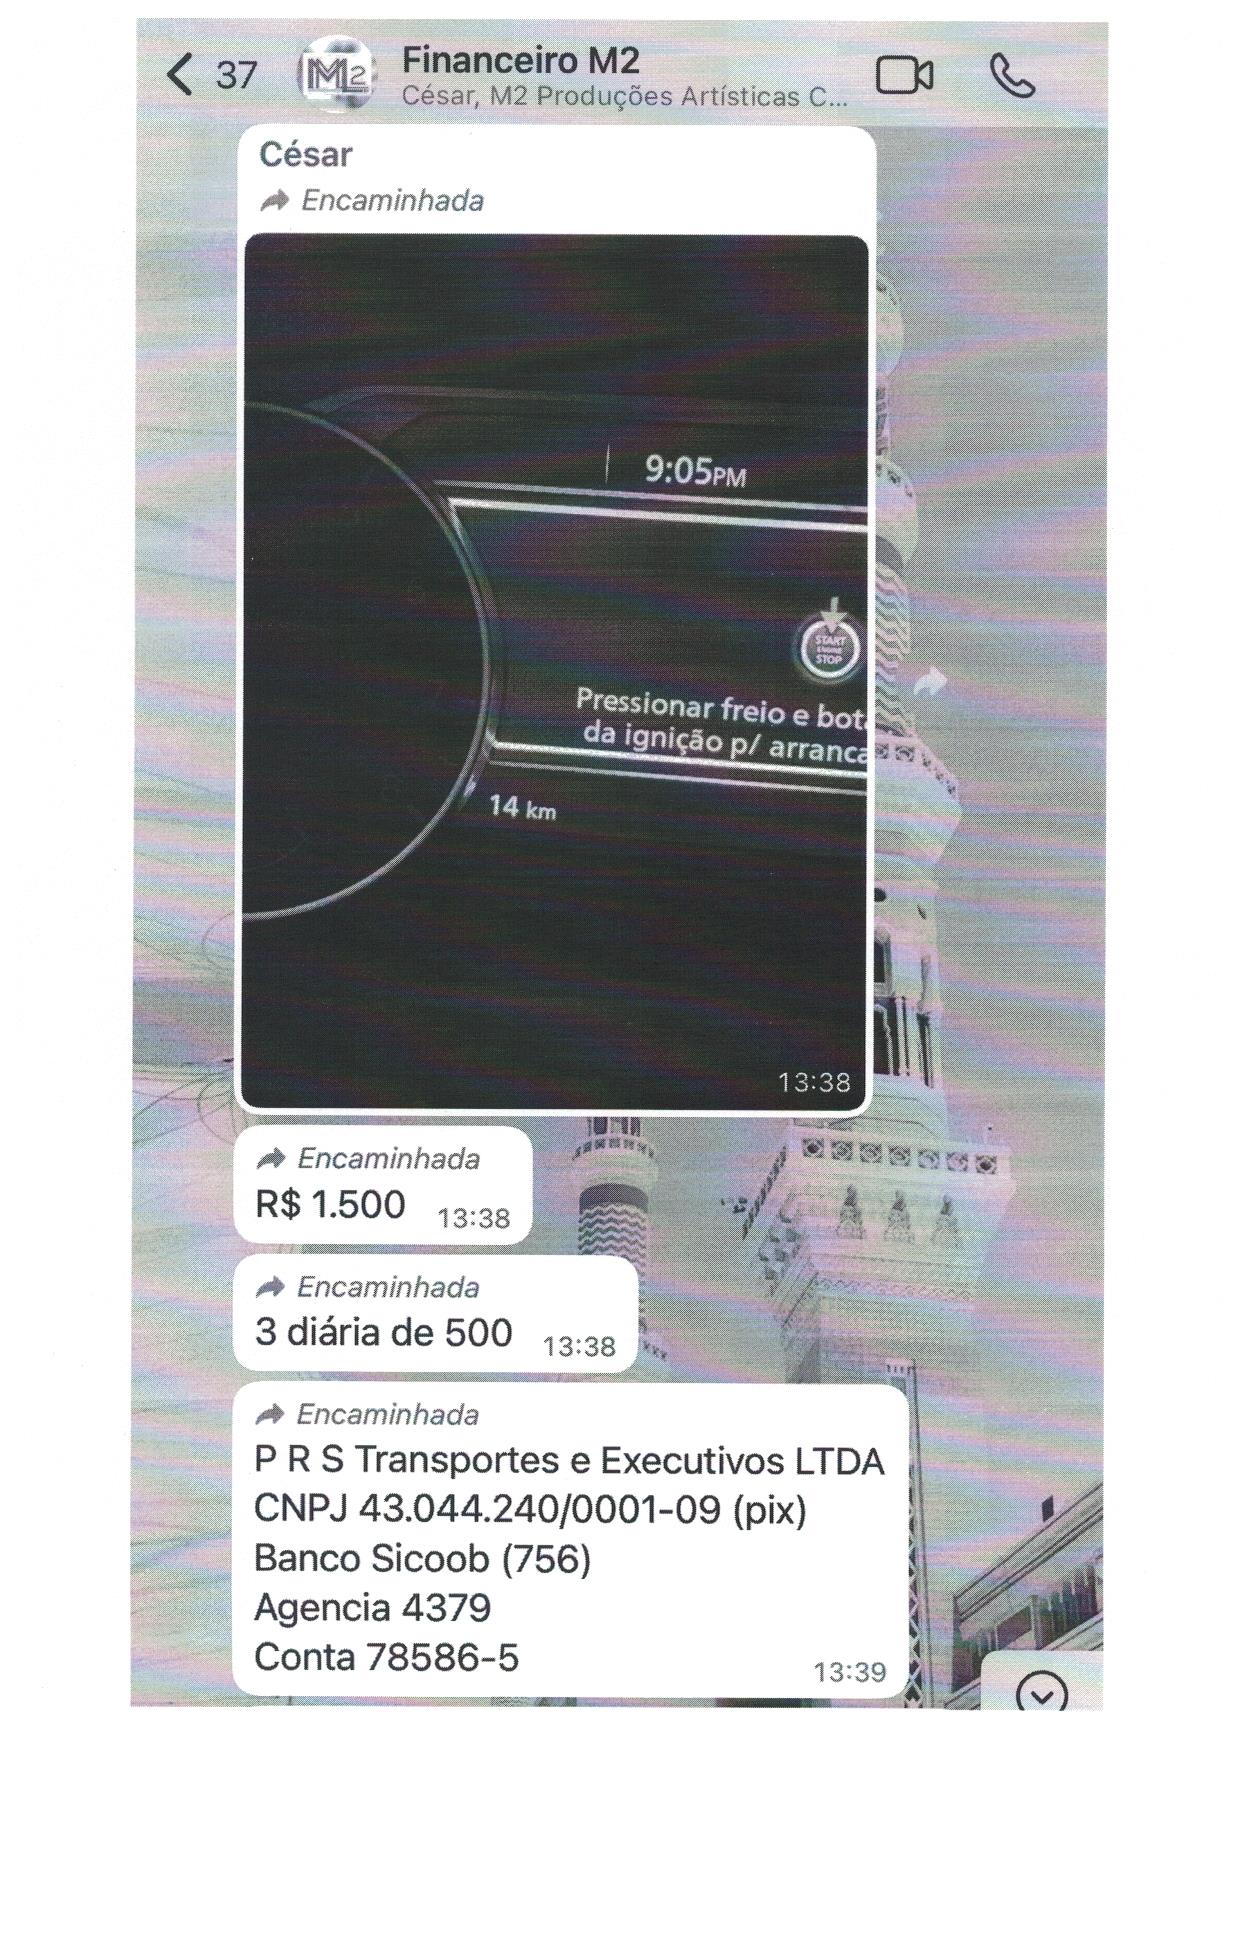 37
M2
Financeiro M2
César, M2 Produções Artísticas C...
César
Encaminhada
9:05PM
START
STOP
Pressionar freio e bot
da ignição p/ arranca
14 km
13:38
Encaminhada
R$ 1.500 13:38
Encaminhada
3 diária de 500 13:38
Encaminhada
P R S Transportes e Executivos LTDA
CNPJ 43.044.240/0001-09 (pix)
Banco Sicoob (756)
Agencia 4379
Conta 78586-5
13:39